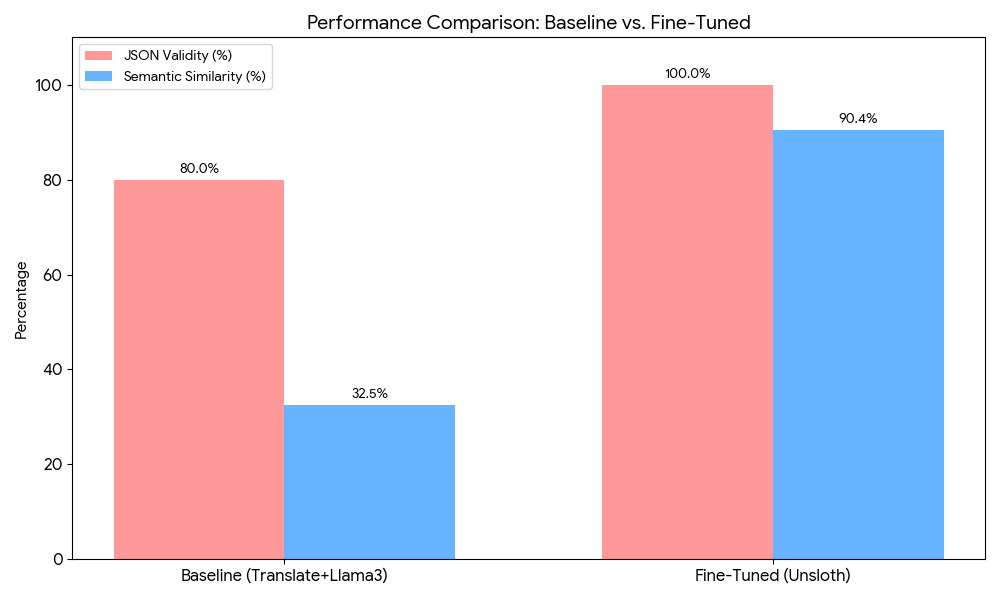 Performance Comparison: Baseline vs. Fine-Tuned
JSON Validity (%)
Semantic Similarity (%)
Percentage
100
80
60
40
20
0
80.0%
32.5%
100.0%
90.4%
Baseline (Translate+Llama3)
Fine-Tuned (Unsloth)